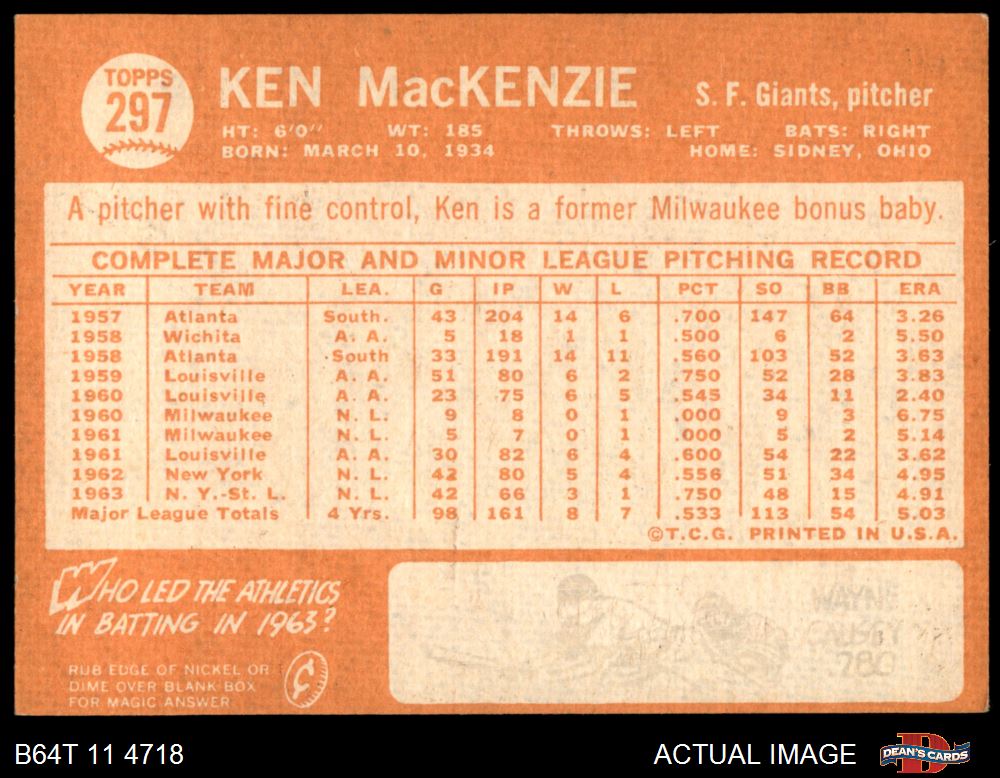 TOPPS
297
KEN MacKENZIE
S. F. Giants, pitcher
HT: 6'0" WT: 185 THROWS: LEFT BATS: RIGHT
BORN: MARCH 10, 1934 HOME: SIDNEY, OHIO
A pitcher with fine control, Ken is a former Milwaukee bonus baby.
COMPLETE MAJOR AND MINOR LEAGUE PITCHING RECORD
YEAR TEAM LEA. G IP W L PCT SO BB ERA
1957 Atlanta South. 43 204 14 6 .700 147 64 3.26
1958 Wichita A. A. 5 18 1 1 .500 6 2 5.50
1958 Atlanta South 33 191 14 11 .560 103 52 3.63
1959 Louisville A. A. 51 80 6 2 .750 52 28 3.83
1960 Louisville A. A. 23 75 6 5 .545 34 11 2.40
1960 Milwaukee N. L. 9 8 0 1 .000 9 3 6.75
1961 Milwaukee N. L. 5 7 0 1 .000 5 2 5.14
1961 Louisville A. A. 30 82 6 4 .600 54 22 3.62
1962 New York N. L. 42 80 5 4 .556 51 34 4.95
1963 N. Y.-St. L. N. L. 42 66 3 1 .750 48 15 4.91
Major League Totals 4 Yrs. 98 161 8 7 .533 113 54 5.03
©T.C.G. PRINTED IN U.S.A.
WHO LED THE ATHLETICS
IN BATTING IN 1963?
RUB EDGE OF NICKEL OR
DIME OVER BLANK BOX
FOR MAGIC ANSWER
WAYNE
CAUSEY
.280
B64T 11 4718
ACTUAL IMAGE
DEAN'S CARDS